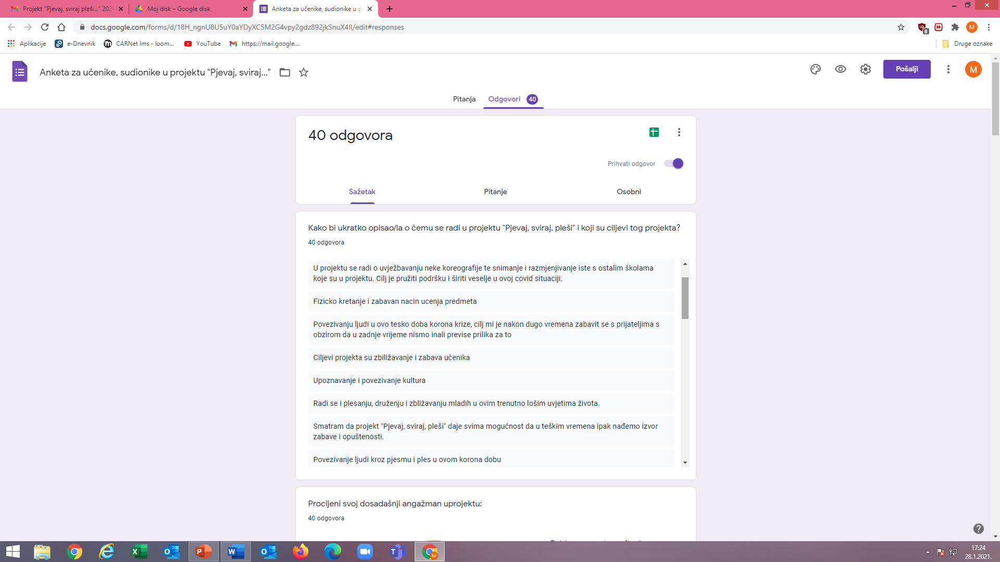 Projekt "Pjevaj, sviraj pleši..." 202
Moj disk – Google disk
Anketa za učenike, sudionike u p
docs.google.com/forms/d/18H_ngnU8U5uY0aYDyXC5M2G4vpy2gdz892jkSnuX4lI/edit#responses
8
M
Aplikacije
e-Dnevnik
CARNet lms - loom...
YouTube
https://mail.google....
Druge oznake
Anketa za učenike, sudionike u projektu "Pjevaj, sviraj..."
Pošalji
M
Pitanja
Odgovori 40
40 odgovora
Prihvati odgovor
Sažetak
Pitanje
Osobni
Kako bi ukratko opisao/la o čemu se radi u projektu "Pjevaj, sviraj, pleši" i koji su ciljevi tog projekta?
40 odgovora
U projektu se radi o uvježbavanju neke koreografije te snimanje i razmjenjivanje iste s ostalim školama
koje su u projektu. Cilj je pružiti podršku i širiti veselje u ovoj covid situaciji.
Fizicko kretanje i zabavan nacin ucenja predmeta
Povezivanju ljudi u ovo tesko doba korona krize, cilj mi je nakon dugo vremena zabavit se s prijateljima s
obzirom da u zadnje vrijeme nismo inali previse prilika za to
Ciljevi projekta su zbiližavanje i zabava učenika
Upoznavanje i povezivanje kultura
Radi se i plesanju, druženju i zbližavanju mladih u ovim trenutno lošim uvjetima života.
Smatram da projekt "Pjevaj, sviraj, pleši" daje svima mogućnost da u teškim vremena ipak nađemo izvor
zabave i opuštenosti.
Povezivanje ljudi kroz pjesmu i ples u ovom korona dobu
Procijeni svoj dosadašnji angažman uprojektu:
40 odgovora
17:24
28.1.2021.